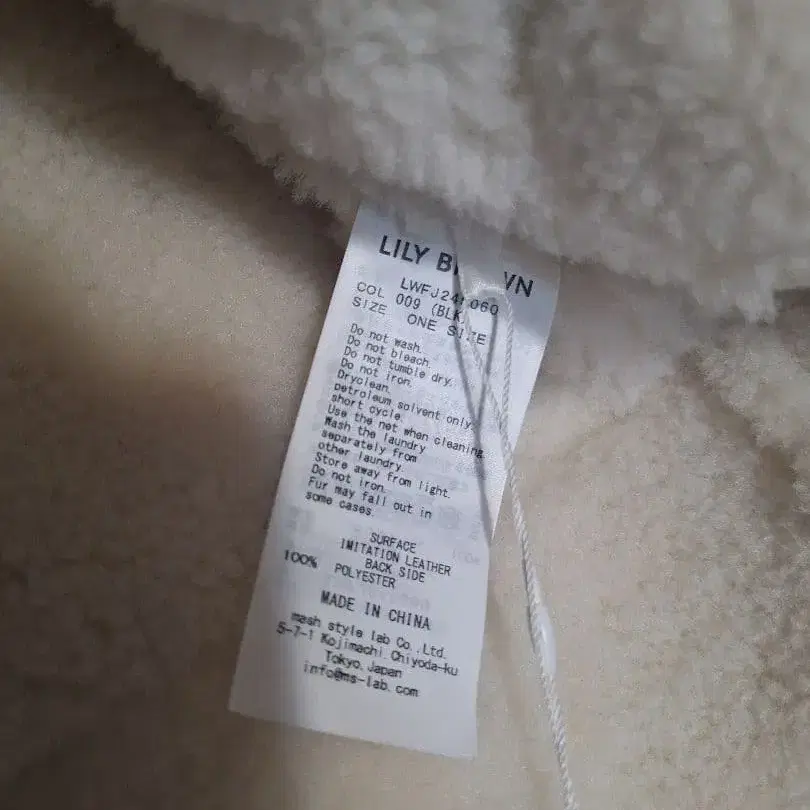 LILY B WN
LWFJ24 060
COL 009 (BLK)
SIZE ONE SIZE
Do not wash.
Do not bleach.
Do not tumble dry.
Do not iron.
Dryclean.
petroleum solvent only.
short cycle.
Use the net when cleaning.
Wash the laundry
separately from
other laundry.
Store away from light.
Do not iron.
Fur may fall out in
some cases.
SURFACE
IMITATION LEATHER
BACK SIDE
100% POLYESTER
MADE IN CHINA
mash style lab Co.,Ltd.
5-7-1 Kojimachi Chiyoda-ku
Tokyo.Japan
info@ms-lab.com